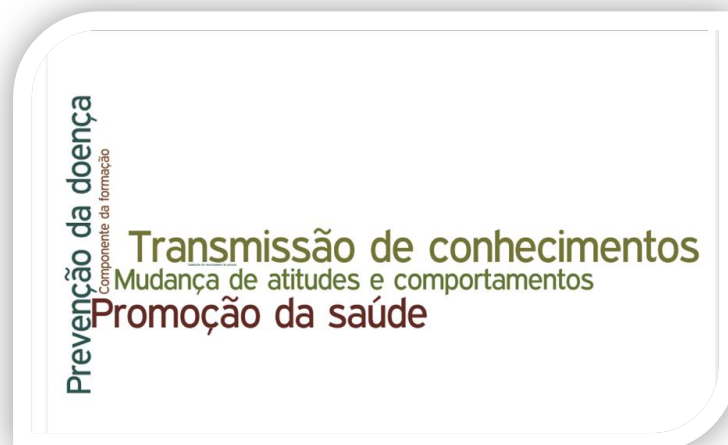 Prevenção da doença
Componente da formação
Transmissão de conhecimentos
Mudança de atitudes e comportamentos
Promoção da saúde